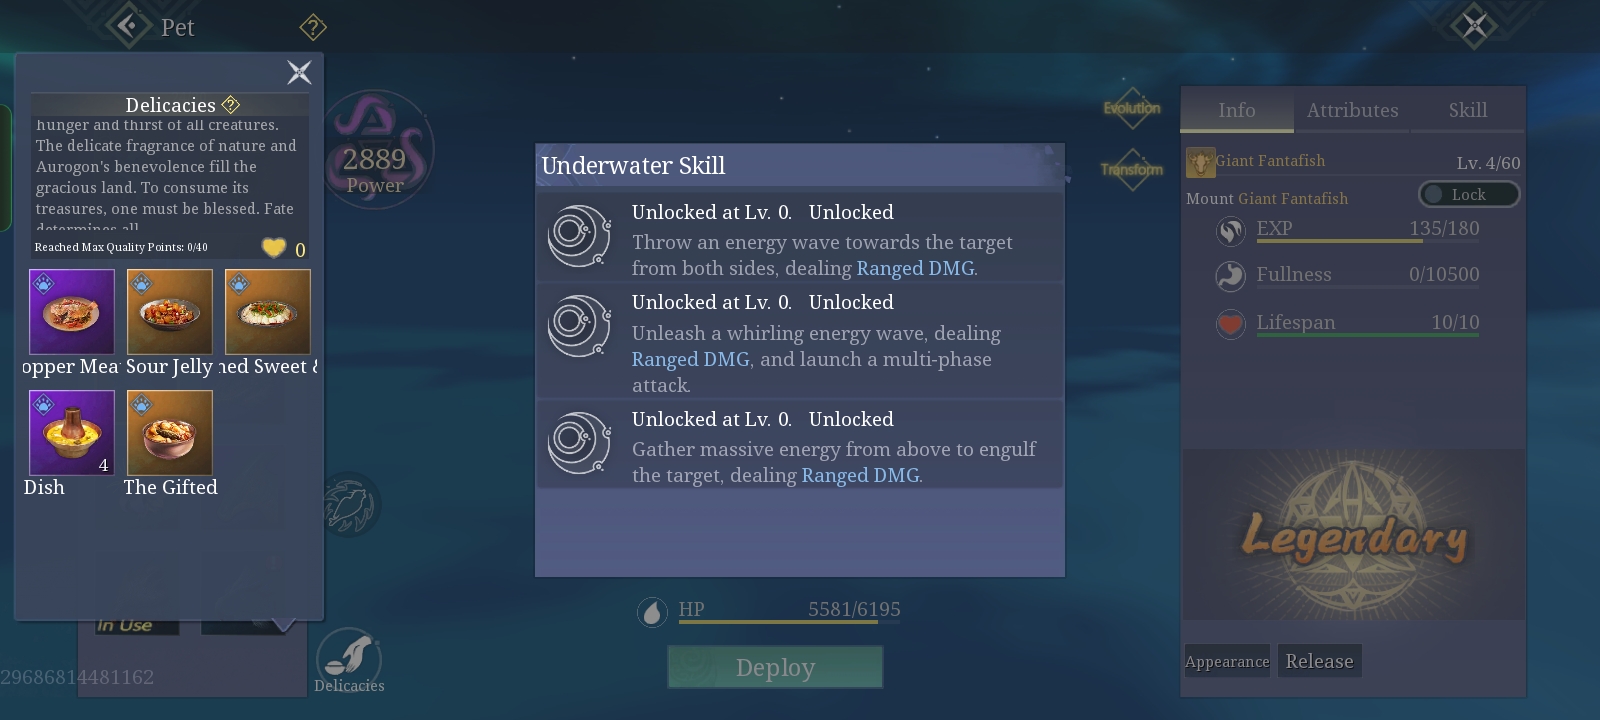 Pet
Delicacies
hunger and thirst of all creatures.
The delicate fragrance of nature and
Aurogon's benevolence fill the
gracious land. To consume its
treasures, one must be blessed. Fate
determines all
Reached Max Quality Points: 0/40
0
opper Meat
Sour Jelly
ned Sweet &
4
Dish
The Gifted
In Use
29686814481162
Delicacies
2889
Power
Underwater Skill
Unlocked at Lv. 0. Unlocked
Throw an energy wave towards the target
from both sides, dealing Ranged DMG.
Unlocked at Lv. 0. Unlocked
Unleash a whirling energy wave, dealing
Ranged DMG, and launch a multi-phase
attack.
Unlocked at Lv. 0. Unlocked
Gather massive energy from above to engulf
the target, dealing Ranged DMG.
HP 5581/6195
Deploy
Evolution
Transform
Info Attributes Skill
Giant Fantafish Lv. 4/60
Mount Giant Fantafish Lock
EXP 135/180
Fullness 0/10500
Lifespan 10/10
Legendary
Appearance Release